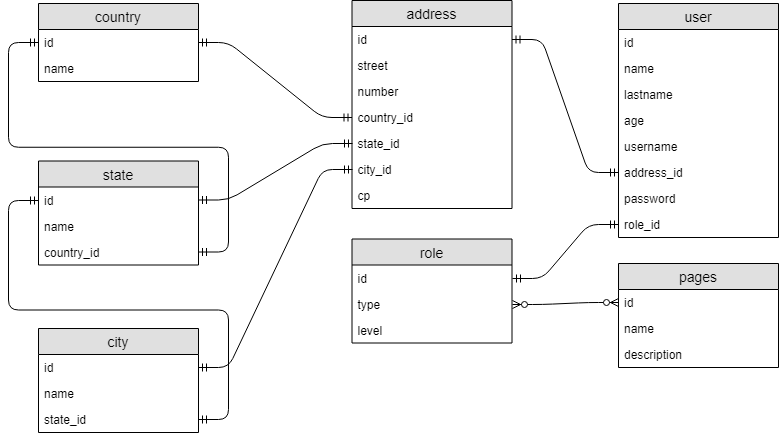 country
id
name
state
id
name
country_id
city
id
name
state_id
address
id
street
number
country_id
state_id
city_id
cp
role
id
type
level
user
id
name
lastname
age
username
address_id
password
role_id
pages
id
name
description